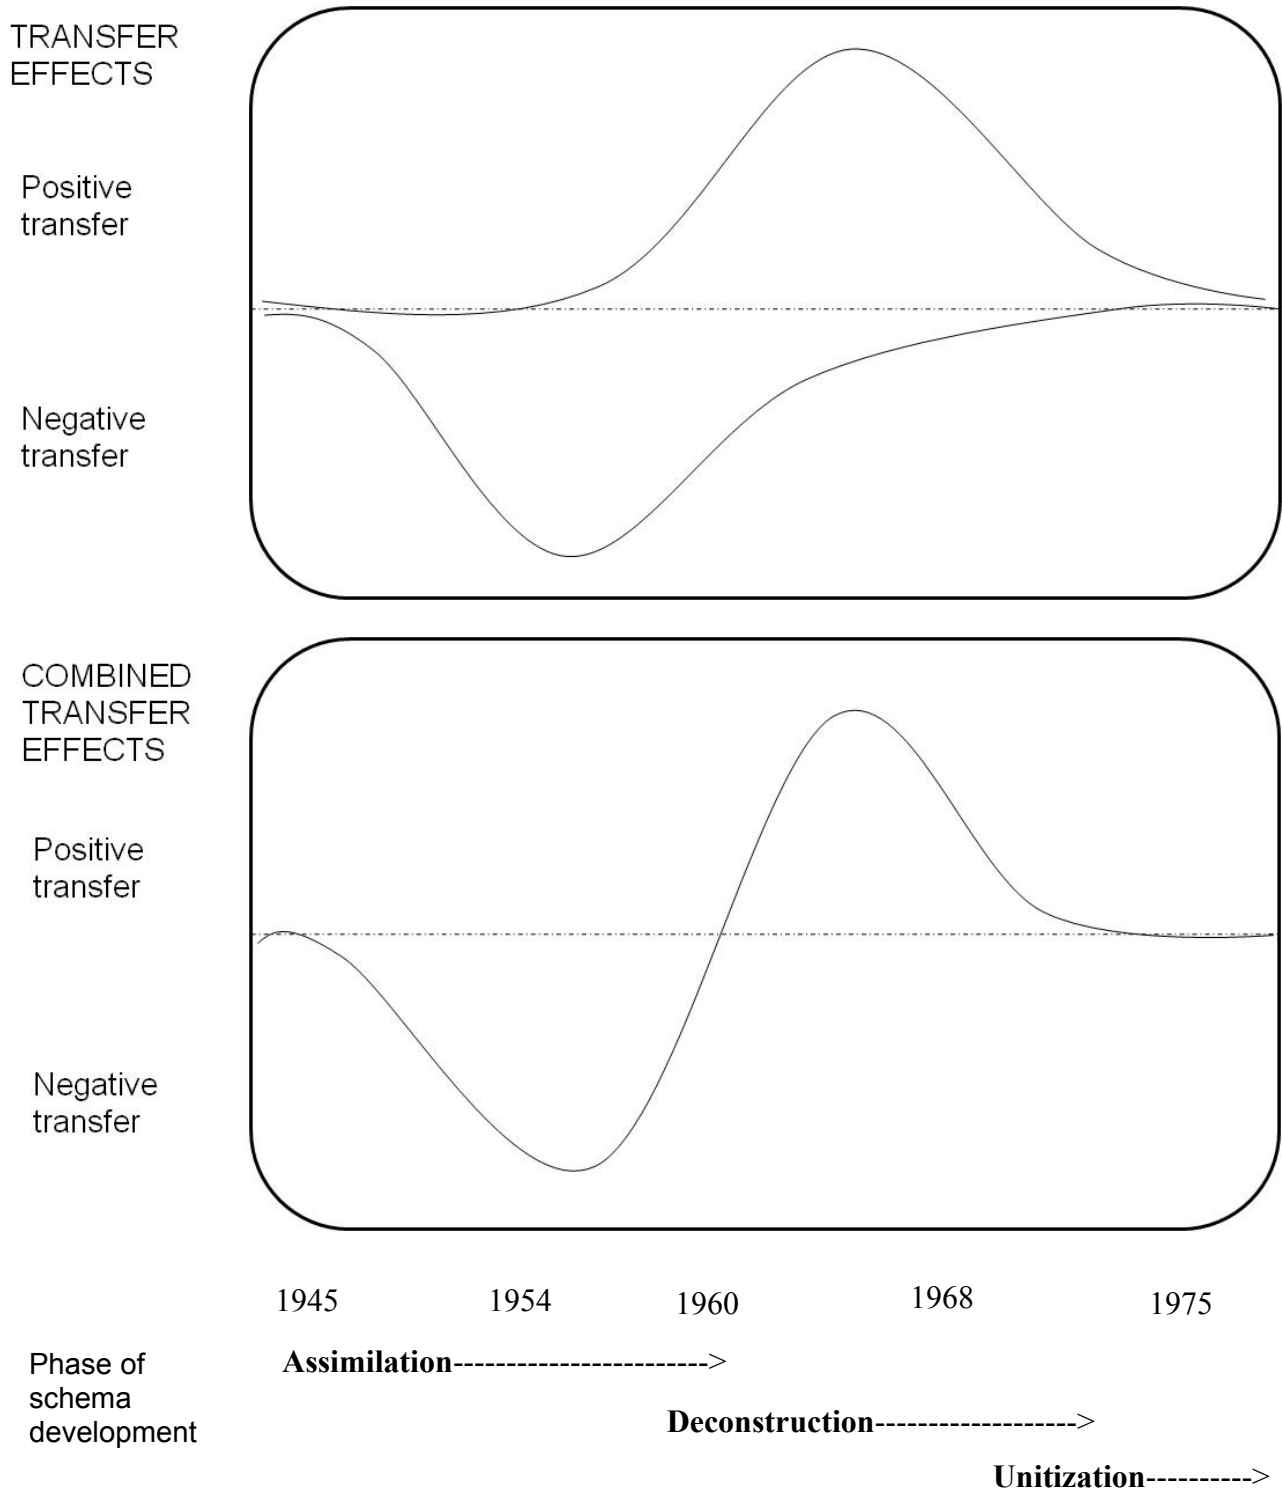 TRANSFER
EFFECTS
Positive
transfer
Negative
transfer
COMBINED
TRANSFER
EFFECTS
Positive
transfer
Negative
transfer
1945 1954 1960 1968 1975
Phase of
schema
development
Assimilation------------------------>
Deconstruction------------------->
Unitization---------->